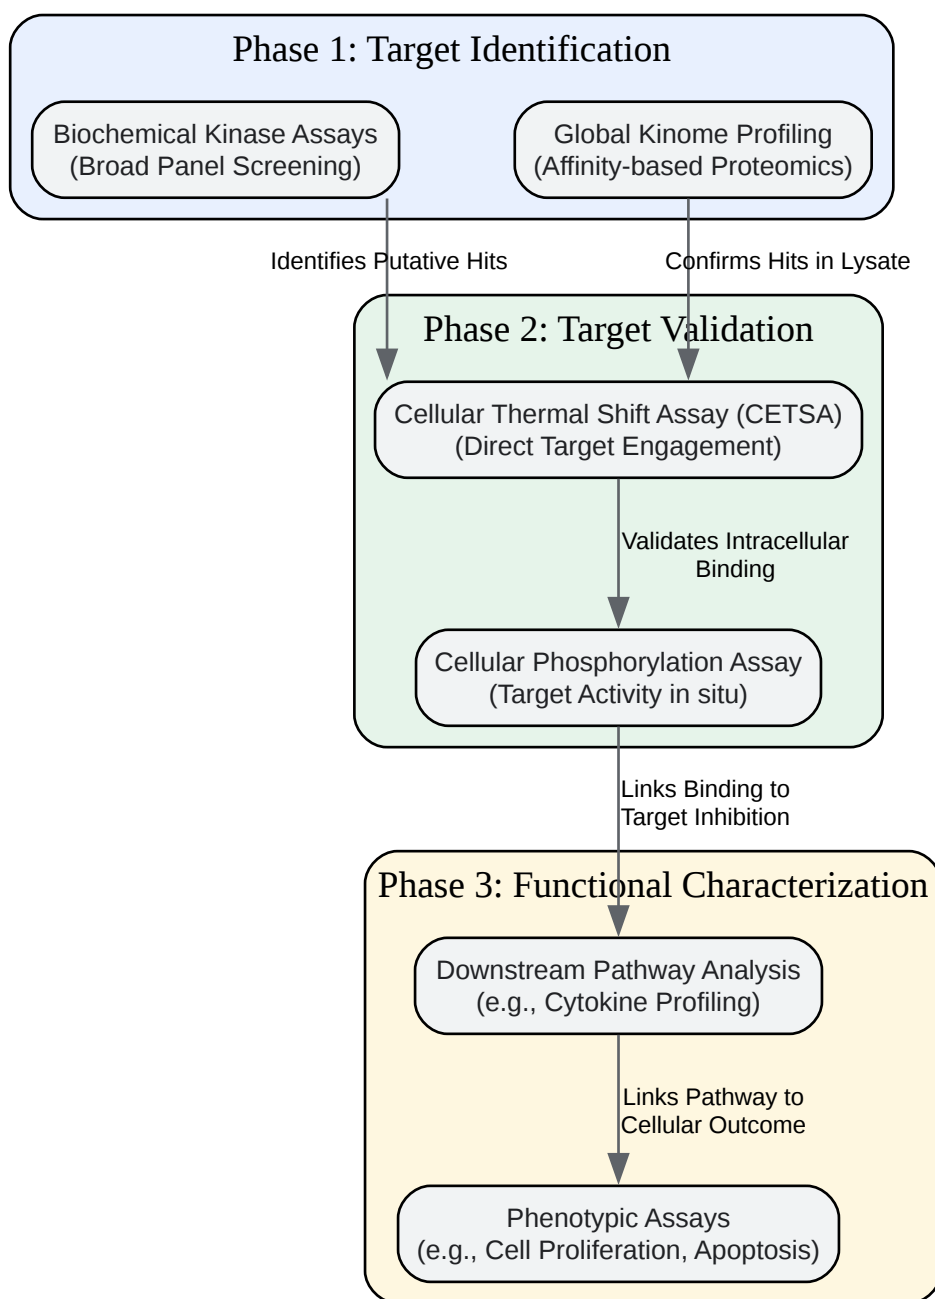 Phase 1: Target Identification
Biochemical Kinase Assays
(Broad Panel Screening)
Global Kinome Profiling
(Affinity-based Proteomics)
Identifies Putative Hits
Confirms Hits in Lysate
Phase 2: Target Validation
Cellular Thermal Shift Assay (CETSA)
(Direct Target Engagement)
Validates Intracellular
Binding
Cellular Phosphorylation Assay
(Target Activity in situ)
Links Binding to
Target Inhibition
Phase 3: Functional Characterization
Downstream Pathway Analysis
(e.g., Cytokine Profiling)
Links Pathway to
Cellular Outcome
Phenotypic Assays
(e.g., Cell Proliferation, Apoptosis)